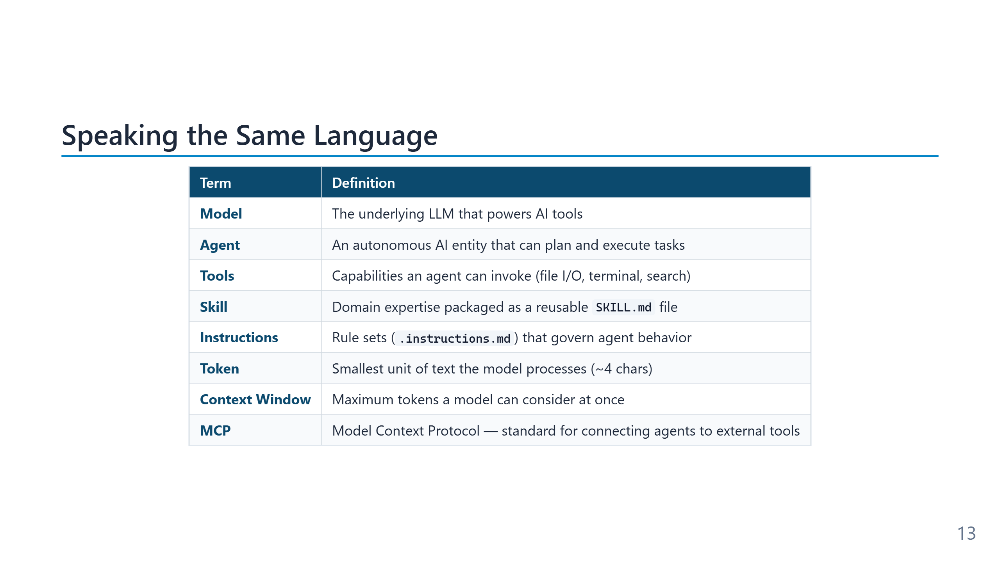 Speaking the Same Language
Term Definition
Model The underlying LLM that powers AI tools
Agent An autonomous AI entity that can plan and execute tasks
Tools Capabilities an agent can invoke (file I/O, terminal, search)
Skill Domain expertise packaged as a reusable SKILL.md file
Instructions Rule sets (.instructions.md) that govern agent behavior
Token Smallest unit of text the model processes (~4 chars)
Context Window Maximum tokens a model can consider at once
MCP Model Context Protocol — standard for connecting agents to external tools
13